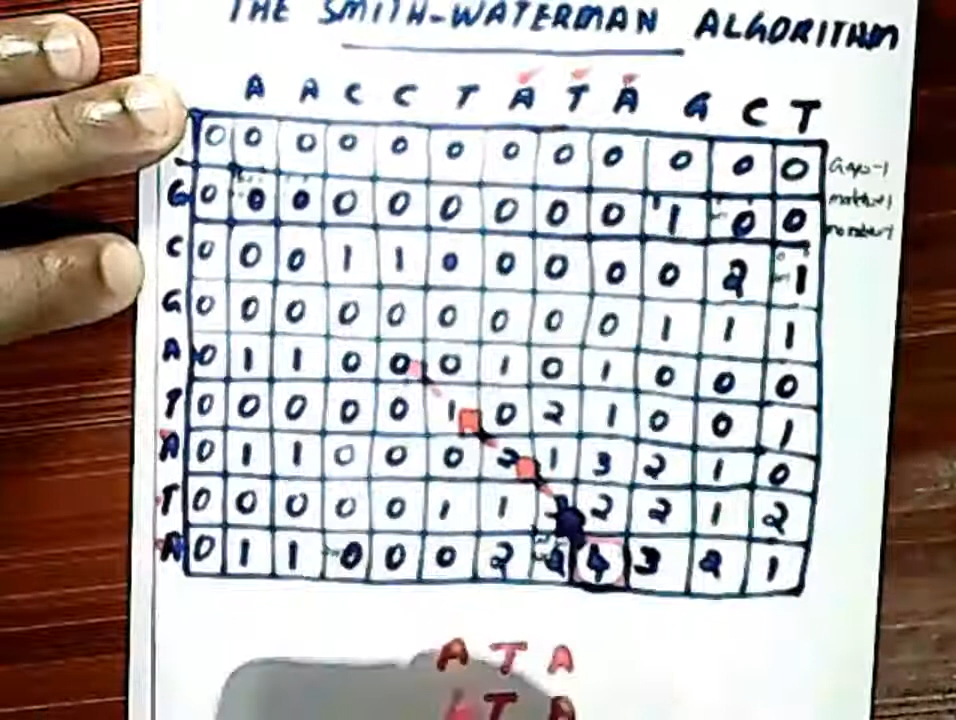 THE SMITH-WATERMAN ALGORITHM
A A C C T A T A G C T
0 0 0 0 0 0 0 0 0 0 0 0 Gap=-1
G 0 0 0 0 0 0 0 0 0 1 0 0
C 0 0 0 1 1 0 0 0 0 0 2 1
G 0 0 0 0 0 0 0 0 0 1 1 1
A 0 1 1 0 0 0 1 0 1 0 0 0
T 0 0 0 0 0 1 0 2 1 0 0 1
A 0 1 1 0 0 0 2 1 3 2 1 0
T 0 0 0 0 0 1 1 3 2 2 1 2
A 0 1 1 0 0 0 2 2 4 3 2 1
A T A
A T A